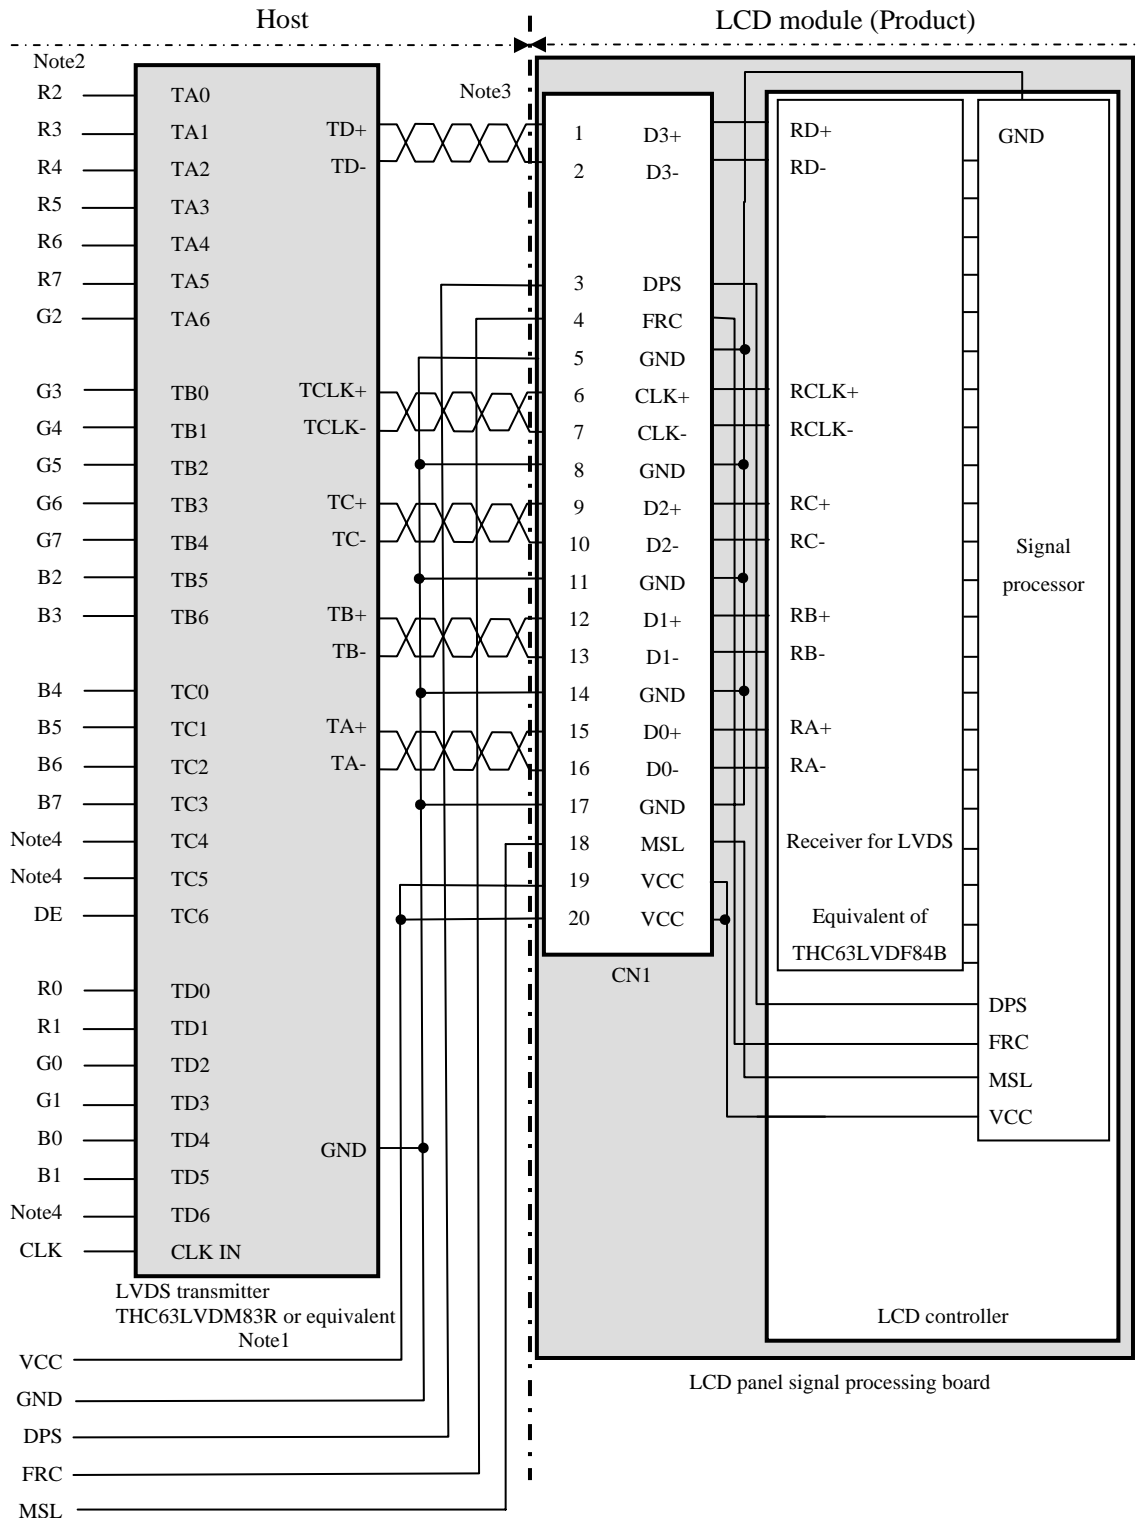 Host
LCD module (Product)
Note2
Note3
R2 TA0
R3 TA1 TD+
R4 TA2 TD-
R5 TA3
R6 TA4
R7 TA5
G2 TA6
G3 TB0 TCLK+
G4 TB1 TCLK-
G5 TB2
G6 TB3 TC+
G7 TB4 TC-
B2 TB5
B3 TB6 TB+
TB-
B4 TC0
B5 TC1 TA+
B6 TC2 TA-
B7 TC3
Note4 TC4
Note4 TC5
DE TC6
R0 TD0
R1 TD1
G0 TD2
G1 TD3
B0 TD4 GND
B1 TD5
Note4 TD6
CLK CLK IN
LVDS transmitter
THC63LVDM83R or equivalent
Note1
VCC
GND
DPS
FRC
MSL
1 D3+
2 D3-
3 DPS
4 FRC
5 GND
6 CLK+
7 CLK-
8 GND
9 D2+
10 D2-
11 GND
12 D1+
13 D1-
14 GND
15 D0+
16 D0-
17 GND
18 MSL
19 VCC
20 VCC
CN1
RD+
RD-
RCLK+
RCLK-
RC+
RC-
RB+
RB-
RA+
RA-
Receiver for LVDS
Equivalent of
THC63LVDF84B
GND
Signal
processor
DPS
FRC
MSL
VCC
LCD controller
LCD panel signal processing board